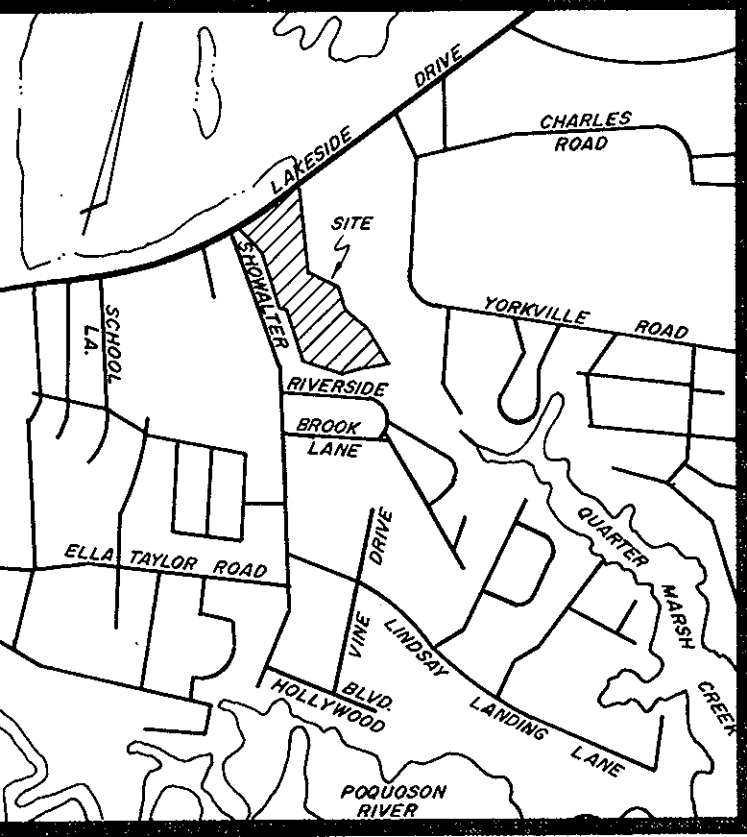 LAKESIDE DRIVE
CHARLES
ROAD
SITE
SHOWALTER
SCHOOL
LA.
YORKVILLE ROAD
RIVERSIDE
BROOK
LANE
QUARTER MARSH CREEK
ELLA TAYLOR ROAD
VINE DRIVE
LINDSAY LANDING LANE
HOLLYWOOD
BLVD.
POQUOSON
RIVER